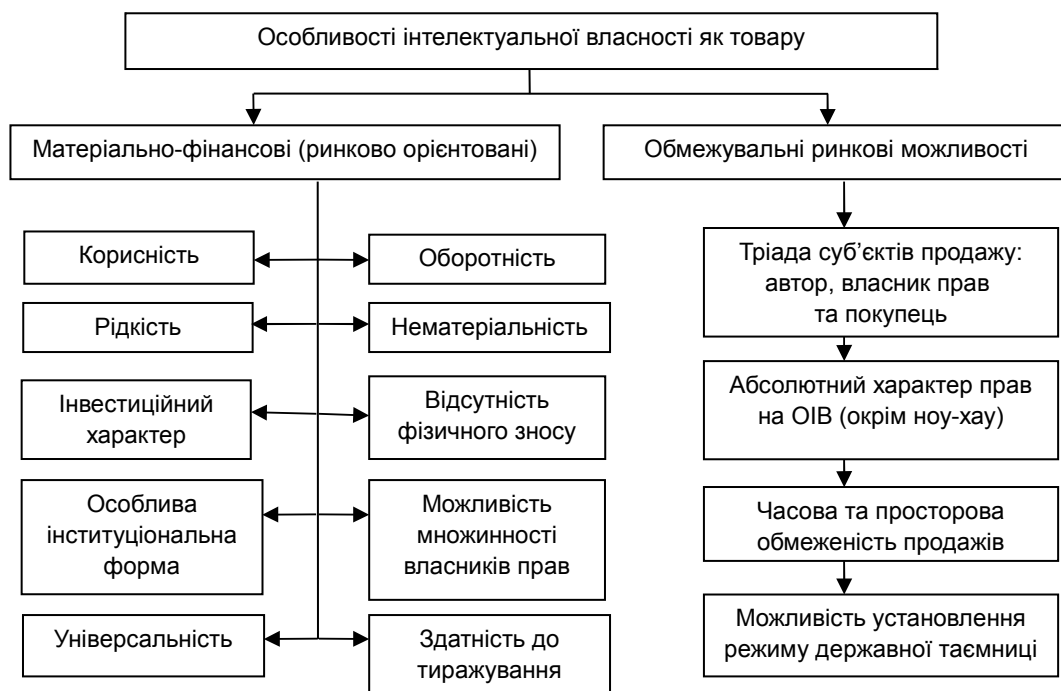 Особливості інтелектуальної власності як товару
Матеріально-фінансові (ринково орієнтовані)
Обмежувальні ринкові можливості
Корисність
Оборотність
Рідкість
Нематеріальність
Інвестиційний
характер
Відсутність
фізичного зносу
Особлива
інституціональна
форма
Можливість
множинності
власників прав
Універсальність
Здатність до
тиражування
Тріада суб’єктів продажу:
автор, власник прав
та покупець
Абсолютний характер прав
на ОІВ (окрім ноу-хау)
Часова та просторова
обмеженість продажів
Можливість установлення
режиму державної таємниці